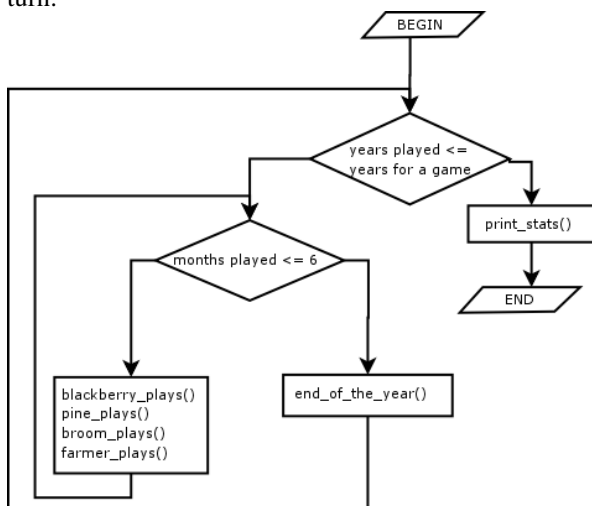 turn.
BEGIN
years played <=
years for a game
print_stats()
months played <= 6
END
blackberry_plays()
pine_plays()
broom_plays()
farmer_plays()
end_of_the_year()